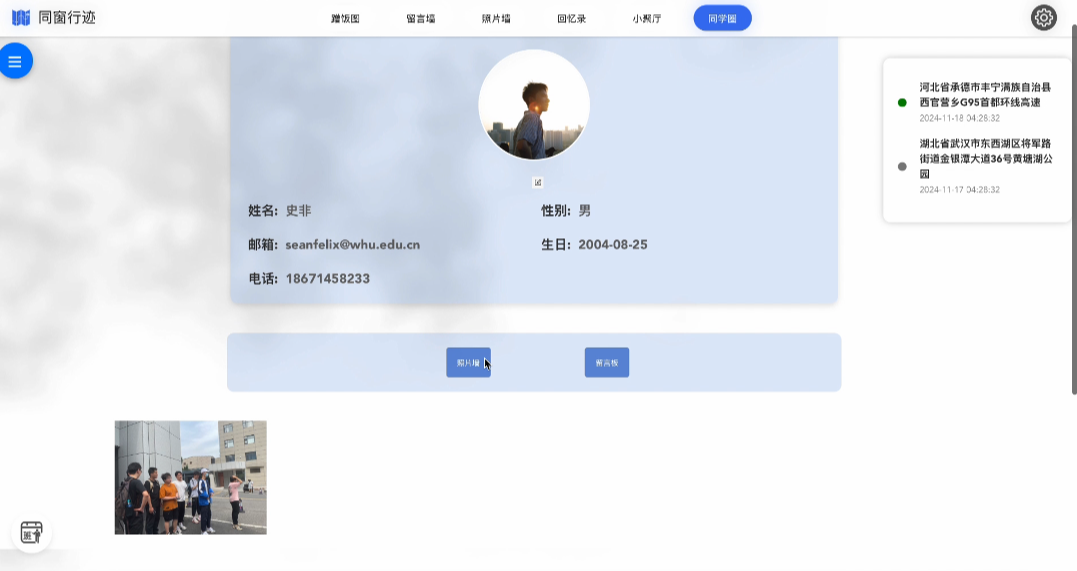 同窗行迹
蹭饭图
留言墙
照片墙
回忆录
小聚厅
同学圈
河北省承德市丰宁满族自治县
西官营乡G95首都环线高速
2024-11-18 04:28:32
湖北省武汉市东西湖区将军路
街道金银潭大道36号黄塘湖公
园
2024-11-17 04:28:32
姓名: 史非
性别: 男
邮箱: seanfelix@whu.edu.cn
生日: 2004-08-25
电话: 18671458233
照片墙
留言板